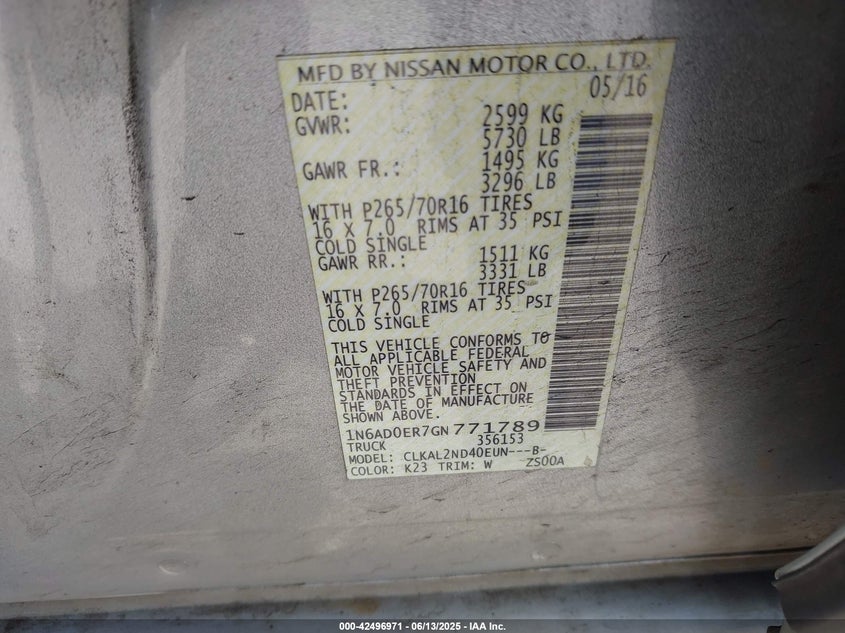 MFD BY NISSAN MOTOR CO., LTD.
DATE: 05/16
GVWR: 2599 KG
5730 LB
GAWR FR.: 1495 KG
3296 LB
WITH P265/70R16 TIRES
16 X 7.0 RIMS AT 35 PSI
COLD SINGLE
GAWR RR.: 1511 KG
3331 LB
WITH P265/70R16 TIRES
16 X 7.0 RIMS AT 35 PSI
COLD SINGLE
THIS VEHICLE CONFORMS TO
ALL APPLICABLE FEDERAL
MOTOR VEHICLE SAFETY AND
THEFT PREVENTION
STANDARDS IN EFFECT ON
THE DATE OF MANUFACTURE
SHOWN ABOVE.
1N6AD0ER7GN771789
TRUCK 356153
MODEL: CLKAL2ND40EUN---B-
COLOR: K23 TRIM: W ZS00A
000-42496971 - 06/13/2025 - IAA Inc.